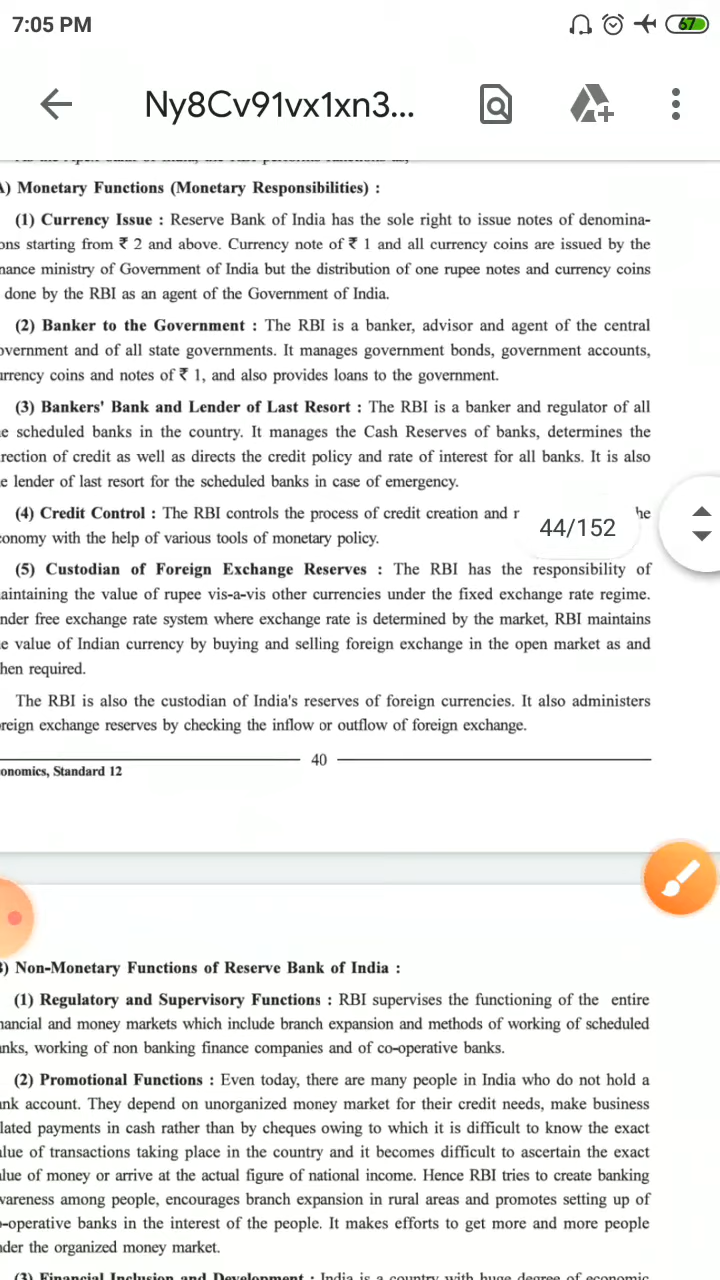 7:05 PM
67
Ny8Cv91vx1xn3...
A) Monetary Functions (Monetary Responsibilities) :
(1) Currency Issue : Reserve Bank of India has the sole right to issue notes of denomina-
ons starting from ₹ 2 and above. Currency note of ₹ 1 and all currency coins are issued by the
nance ministry of Government of India but the distribution of one rupee notes and currency coins
done by the RBI as an agent of the Government of India.
(2) Banker to the Government : The RBI is a banker, advisor and agent of the central
overnment and of all state governments. It manages government bonds, government accounts,
urrency coins and notes of ₹ 1, and also provides loans to the government.
(3) Bankers' Bank and Lender of Last Resort : The RBI is a banker and regulator of all
e scheduled banks in the country. It manages the Cash Reserves of banks, determines the
rection of credit as well as directs the credit policy and rate of interest for all banks. It is also
e lender of last resort for the scheduled banks in case of emergency.
(4) Credit Control : The RBI controls the process of credit creation and r he
44/152
conomy with the help of various tools of monetary policy.
(5) Custodian of Foreign Exchange Reserves : The RBI has the responsibility of
aintaining the value of rupee vis-a-vis other currencies under the fixed exchange rate regime.
nder free exchange rate system where exchange rate is determined by the market, RBI maintains
e value of Indian currency by buying and selling foreign exchange in the open market as and
hen required.
The RBI is also the custodian of India's reserves of foreign currencies. It also administers
reign exchange reserves by checking the inflow or outflow of foreign exchange.
40
onomics, Standard 12
3) Non-Monetary Functions of Reserve Bank of India :
(1) Regulatory and Supervisory Functions : RBI supervises the functioning of the entire
nancial and money markets which include branch expansion and methods of working of scheduled
anks, working of non banking finance companies and of co-operative banks.
(2) Promotional Functions : Even today, there are many people in India who do not hold a
ank account. They depend on unorganized money market for their credit needs, make business
lated payments in cash rather than by cheques owing to which it is difficult to know the exact
alue of transactions taking place in the country and it becomes difficult to ascertain the exact
alue of money or arrive at the actual figure of national income. Hence RBI tries to create banking
wareness among people, encourages branch expansion in rural areas and promotes setting up of
o-operative banks in the interest of the people. It makes efforts to get more and more people
nder the organized money market.
(3) Financial Inclusion and Development : India is a country with huge degree of economic